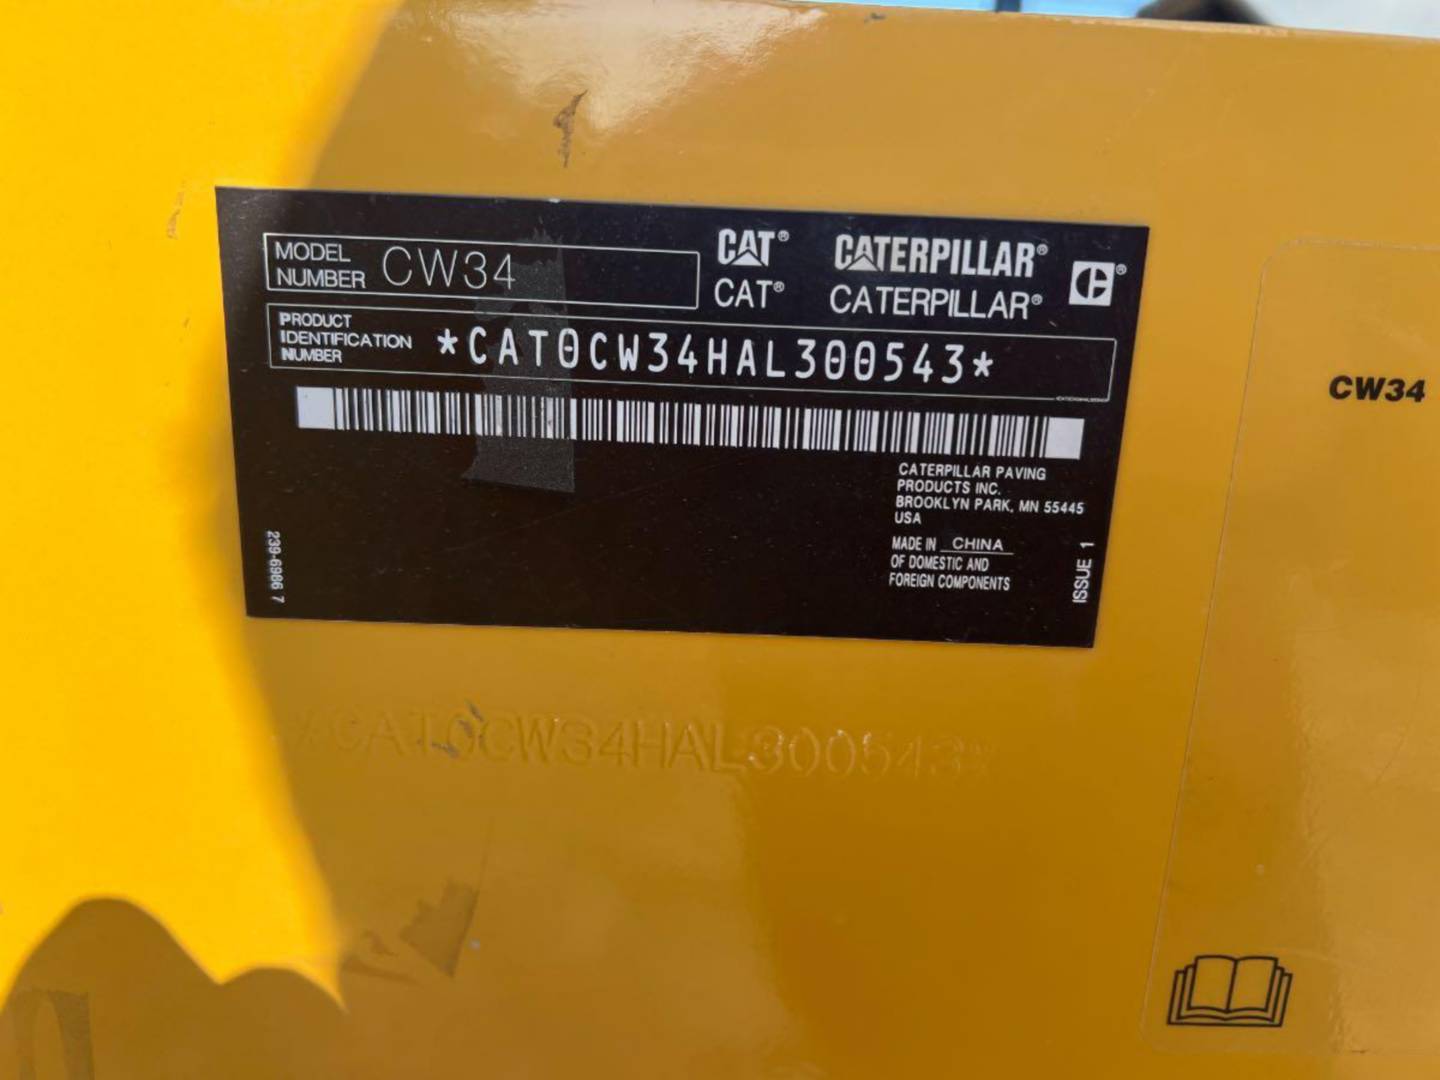 MODEL
NUMBER
CW34
CAT®
CATERPILLAR®
CAT®
CATERPILLAR®
PRODUCT
IDENTIFICATION
NUMBER
*CAT0CW34HAL300543*
CATERPILLAR PAVING
PRODUCTS INC.
BROOKLYN PARK, MN 55445
USA
MADE IN CHINA
OF DOMESTIC AND
FOREIGN COMPONENTS
239-6986 7
ISSUE 1
*CAT0CW34HAL300543*
CW34